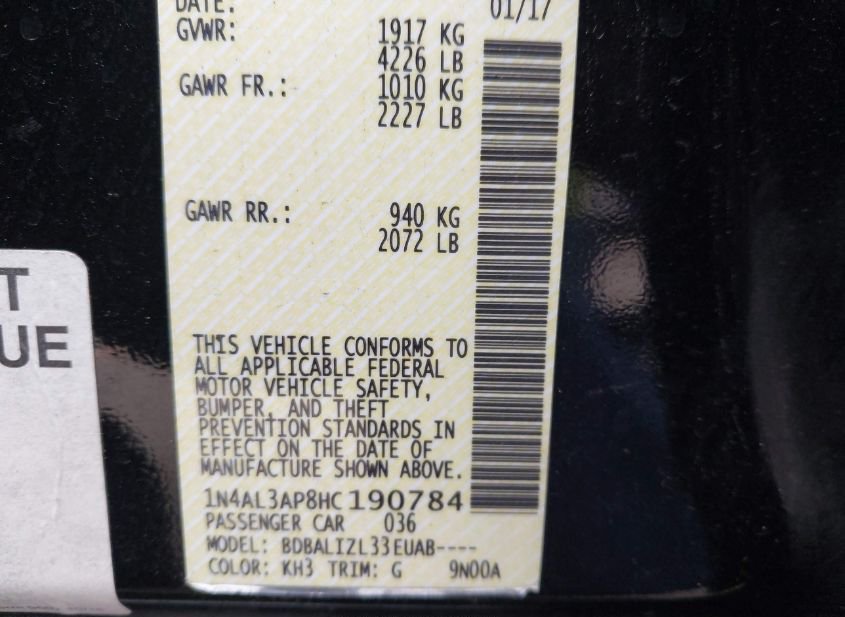 DATE: 01/17
GVWR: 1917 KG
4226 LB
GAWR FR.: 1010 KG
2227 LB
GAWR RR.: 940 KG
2072 LB
THIS VEHICLE CONFORMS TO
ALL APPLICABLE FEDERAL
MOTOR VEHICLE SAFETY,
BUMPER, AND THEFT
PREVENTION STANDARDS IN
EFFECT ON THE DATE OF
MANUFACTURE SHOWN ABOVE.
1N4AL3AP8HC190784
PASSENGER CAR 036
MODEL: BDBALIZL33EUAB----
COLOR: KH3 TRIM: G 9N00A
T
UE